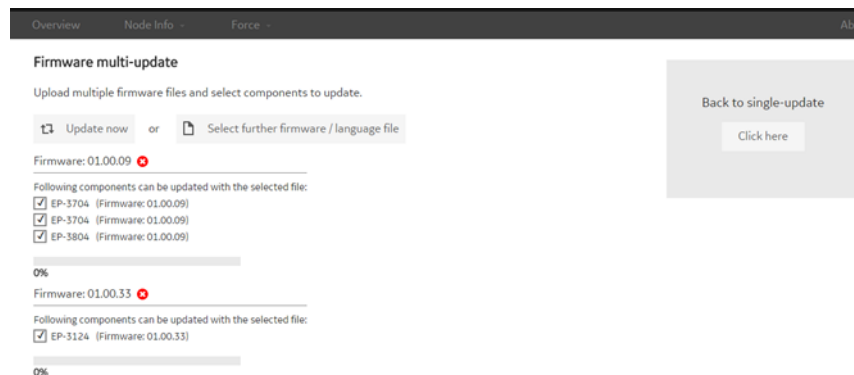 Overview Node Info - Force - Ab
Firmware multi-update
Upload multiple firmware files and select components to update.
Back to single-update
Update now or Select further firmware / language file
Click here
Firmware: 01.00.09
Following components can be updated with the selected file:
EP-3704 (Firmware: 01.00.09)
EP-3704 (Firmware: 01.00.09)
EP-3804 (Firmware: 01.00.09)
0%
Firmware: 01.00.33
Following components can be updated with the selected file:
EP-3124 (Firmware: 01.00.33)
0%